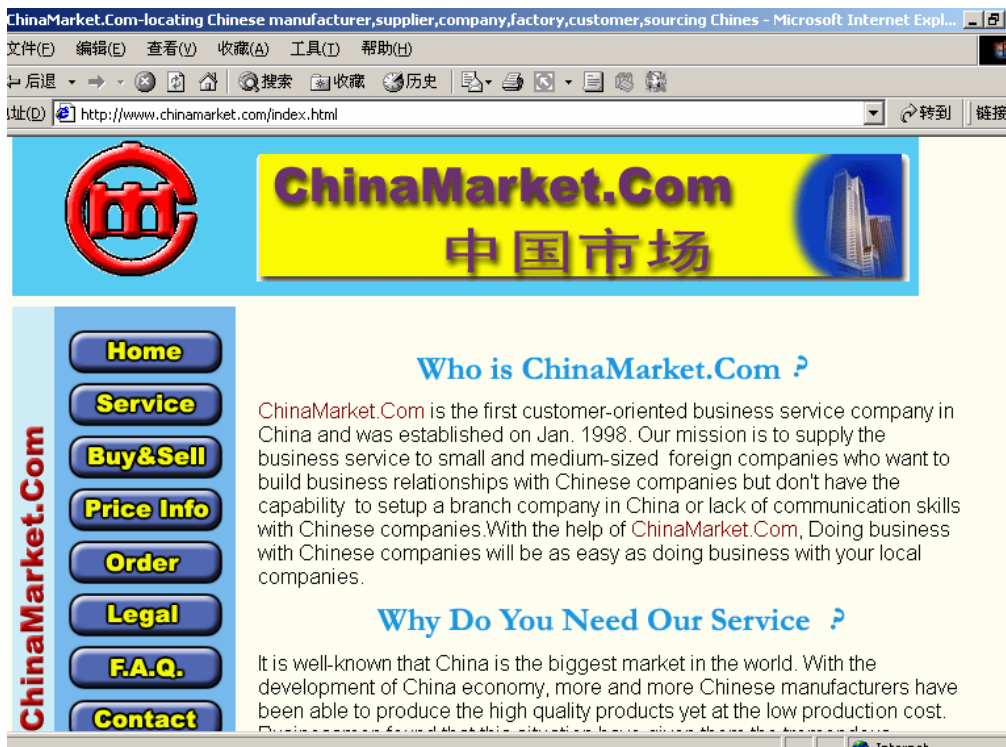 ChinaMarket.Com-locating Chinese manufacturer,supplier,company,factory,customer,sourcing Chines - Microsoft Internet Expl...
文件(F) 编辑(E) 查看(V) 收藏(A) 工具(T) 帮助(H)
后退 搜索 收藏 历史
址(D) http://www.chinamarket.com/index.html 转到 链接
ChinaMarket.Com
中国市场
ChinaMarket.Com
Home
Service
Buy&Sell
Price Info
Order
Legal
F.A.Q.
Contact
Who is ChinaMarket.Com ?
ChinaMarket.Com is the first customer-oriented business service company in
China and was established on Jan. 1998. Our mission is to supply the
business service to small and medium-sized foreign companies who want to
build business relationships with Chinese companies but don't have the
capability to setup a branch company in China or lack of communication skills
with Chinese companies.With the help of ChinaMarket.Com, Doing business
with Chinese companies will be as easy as doing business with your local
companies.
Why Do You Need Our Service ?
It is well-known that China is the biggest market in the world. With the
development of China economy, more and more Chinese manufacturers have
been able to produce the high quality products yet at the low production cost.
Internet